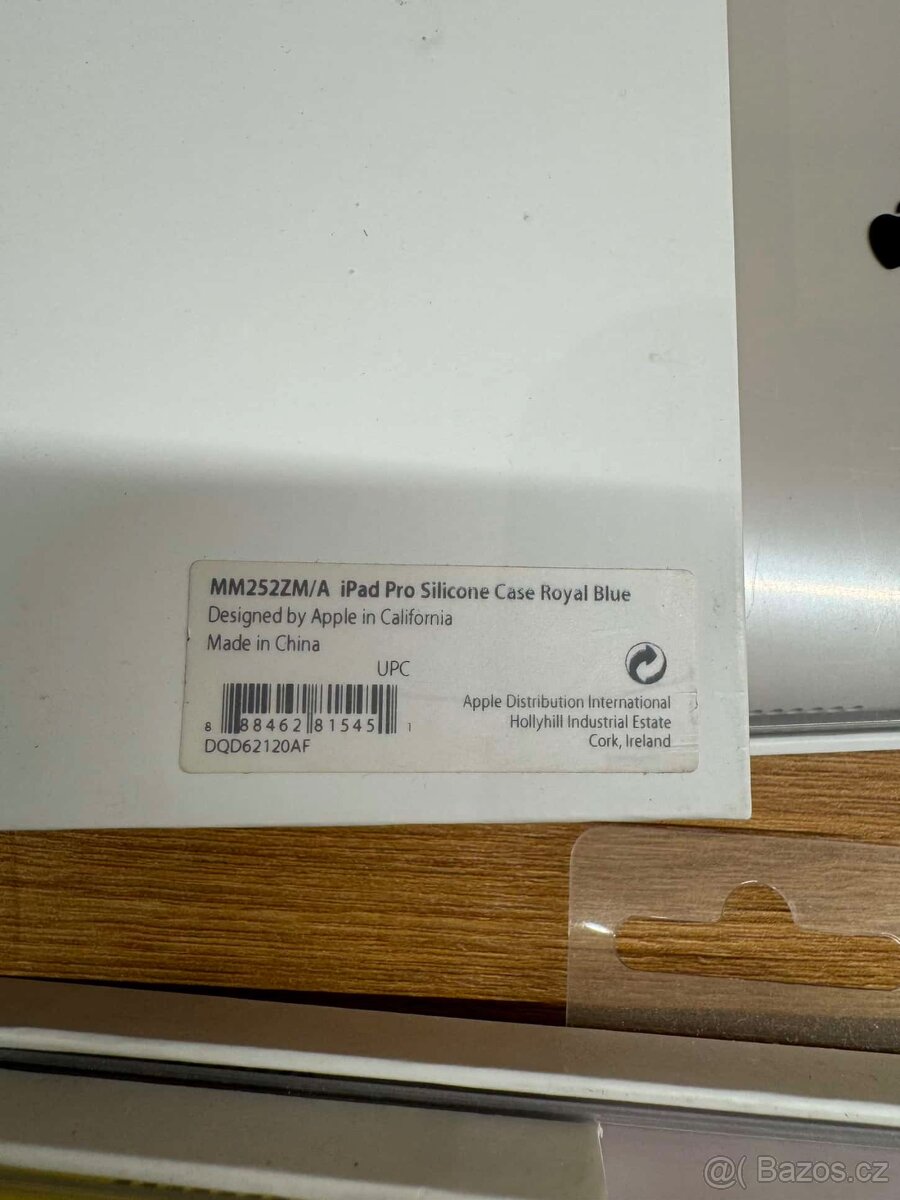 MM252ZM/A iPad Pro Silicone Case Royal Blue
Designed by Apple in California
Made in China
UPC
8 88462 81545 1
DQD62120AF
Apple Distribution International
Hollyhill Industrial Estate
Cork, Ireland
@( Bazos.cz